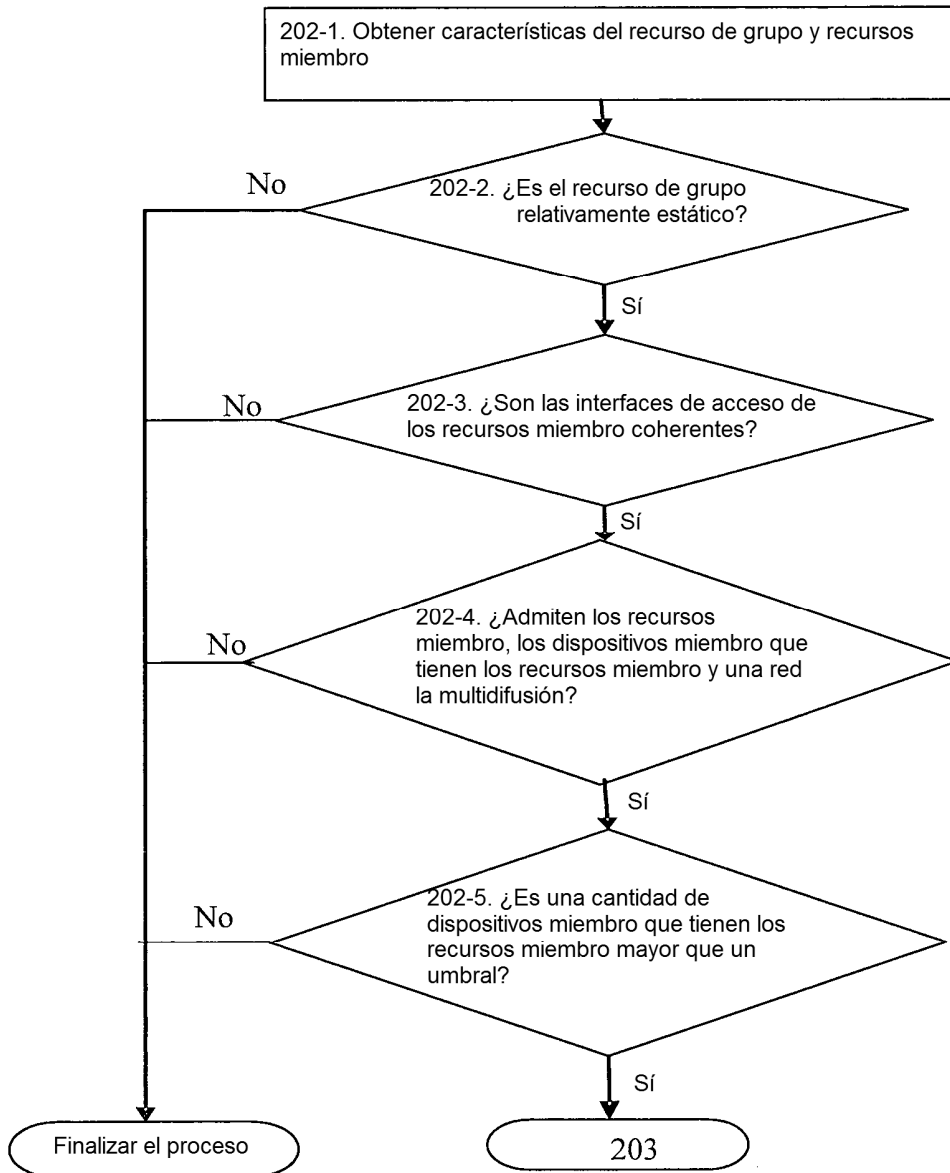 202-1. Obtener características del recurso de grupo y recursos
miembro
No
202-2. ¿Es el recurso de grupo
relativamente estático?
Sí
No
202-3. ¿Son las interfaces de acceso de
los recursos miembro coherentes?
Sí
No
202-4. ¿Admiten los recursos
miembro, los dispositivos miembro que
tienen los recursos miembro y una red
la multidifusión?
Sí
No
202-5. ¿Es una cantidad de
dispositivos miembro que tienen los
recursos miembro mayor que un
umbral?
Sí
Finalizar el proceso
203